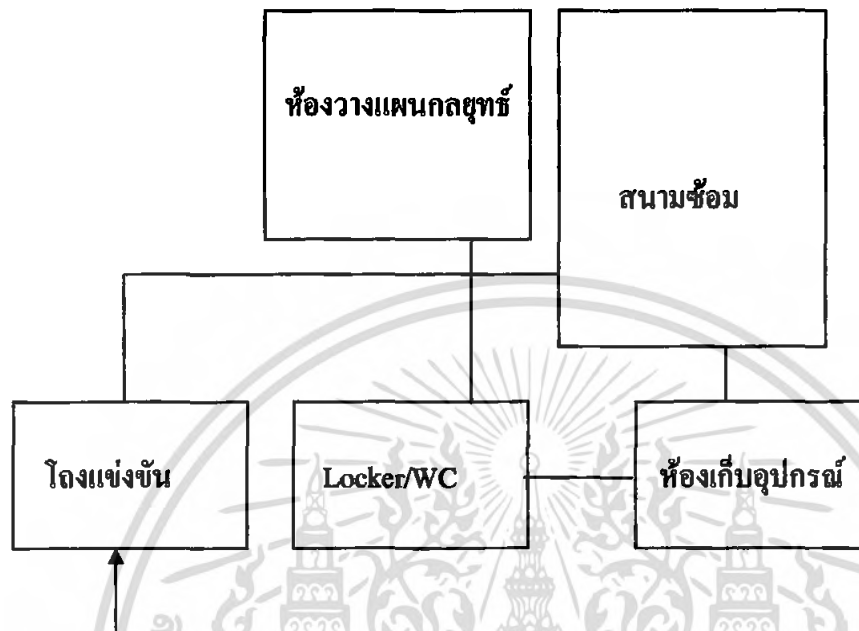 ห้องวางแผนกลยุทธ์
สนามซ้อม
โถงแข่งขัน
Locker/WC
ห้องเก็บอุปกรณ์